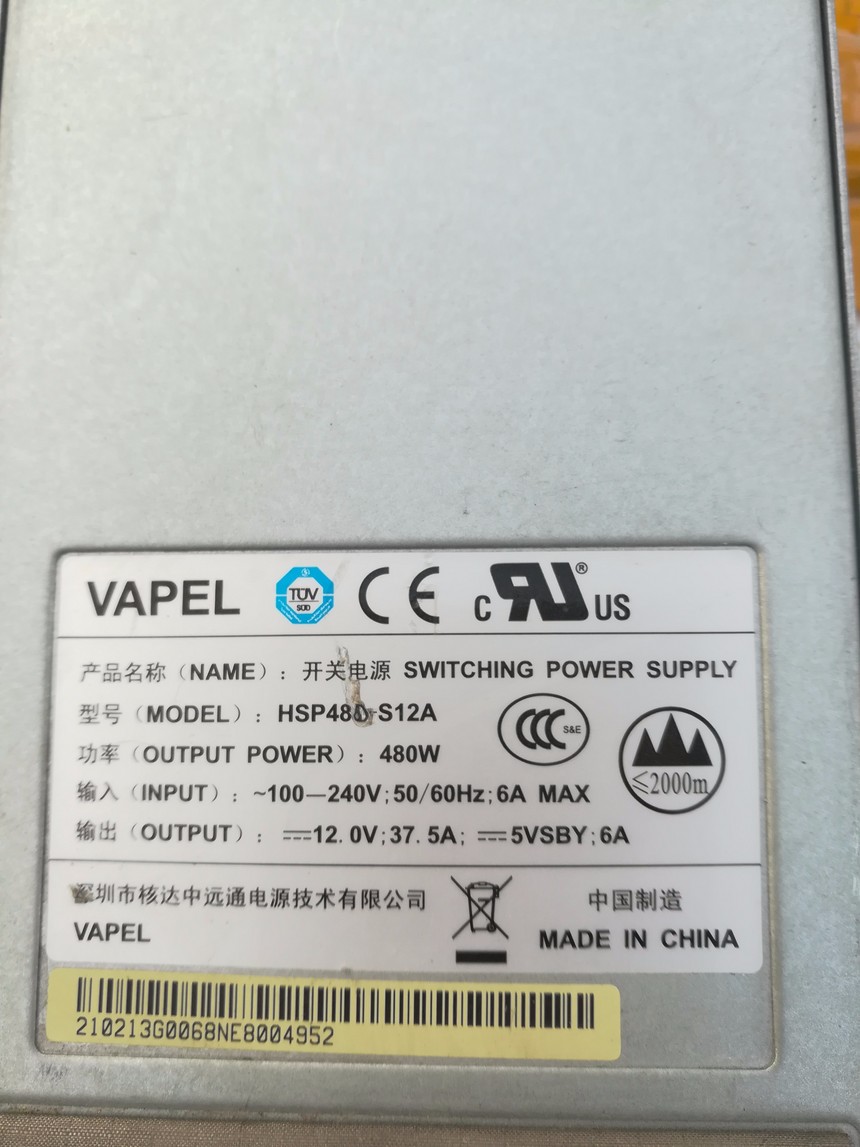 VAPEL TÜV SÜD CE c RU ® US
产品名称（NAME）：开关电源 SWITCHING POWER SUPPLY
型号（MODEL）：HSP480-S12A
CCC S&E
≤2000m
功率（OUTPUT POWER）：480W
输入（INPUT）：~100—240V;50/60Hz;6A MAX
输出（OUTPUT）：⎓12.0V;37.5A; ⎓5VSBY;6A
深圳市核达中远通电源技术有限公司
VAPEL
中国制造
MADE IN CHINA
210213G0068NE8004952